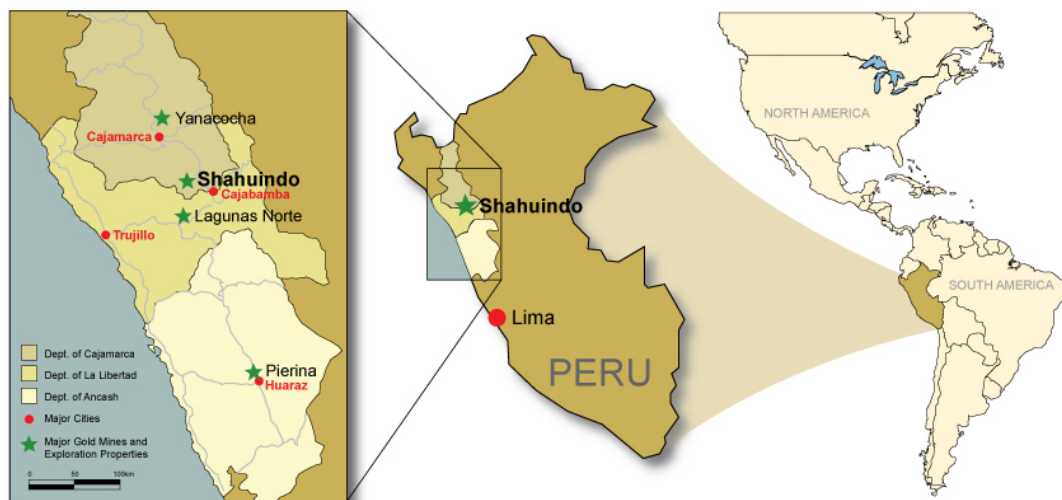 Yanacocha
Cajamarca
Shahuindo
Cajabamba
Lagunas Norte
Trujillo
Pierina
Huaraz
Dept. of Cajamarca
Dept. of La Libertad
Dept. of Ancash
Major Cities
Major Gold Mines and
Exploration Properties
0 50 100km
Shahuindo
Lima
PERU
NORTH AMERICA
SOUTH AMERICA